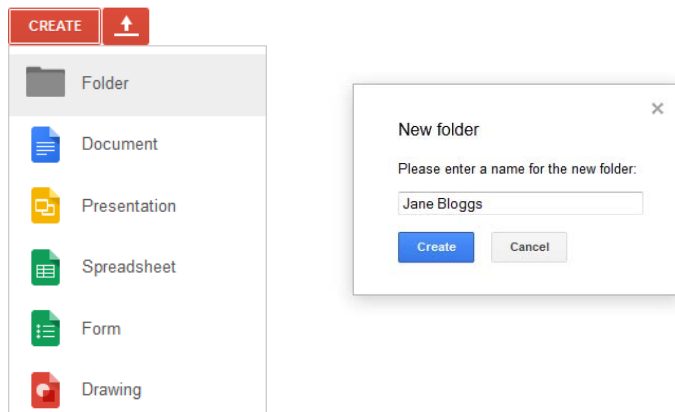 CREATE
Folder
Document
Presentation
Spreadsheet
Form
Drawing
New folder
Please enter a name for the new folder:
Jane Bloggs
Create Cancel